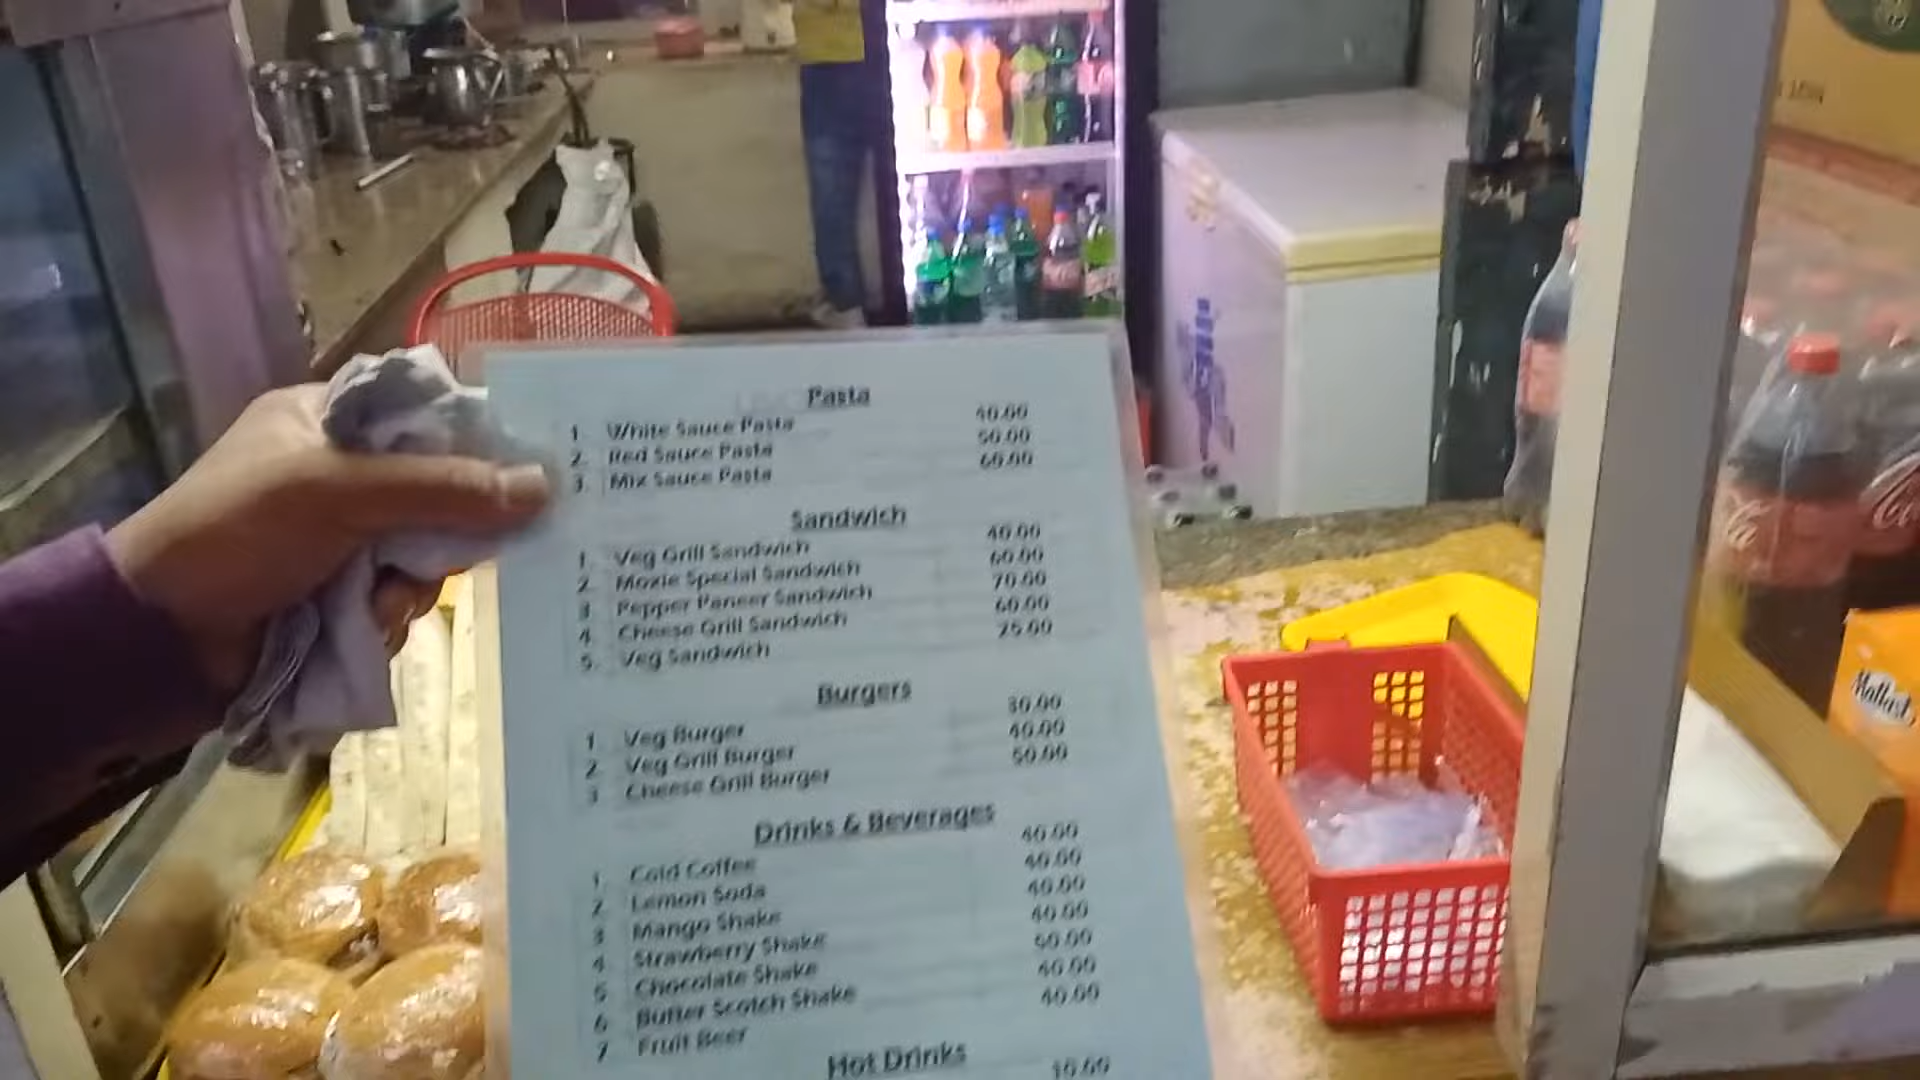 Pasta
1. White Sauce Pasta 40.00
2. Red Sauce Pasta 50.00
3. Mix Sauce Pasta 60.00
Sandwich
1. Veg Grill Sandwich 40.00
2. Moxie Special Sandwich 60.00
3. Pepper Paneer Sandwich 70.00
4. Cheese Grill Sandwich 60.00
5. Veg Sandwich 25.00
Burgers
1. Veg Burger 30.00
2. Veg Grill Burger 40.00
3. Cheese Grill Burger 50.00
Drinks & Beverages
1. Cold Coffee 40.00
2. Lemon Soda 40.00
3. Mango Shake 40.00
4. Strawberry Shake 40.00
5. Chocolate Shake 50.00
6. Butter Scotch Shake 40.00
7. Fruit Beer 40.00
Hot Drinks
10.00